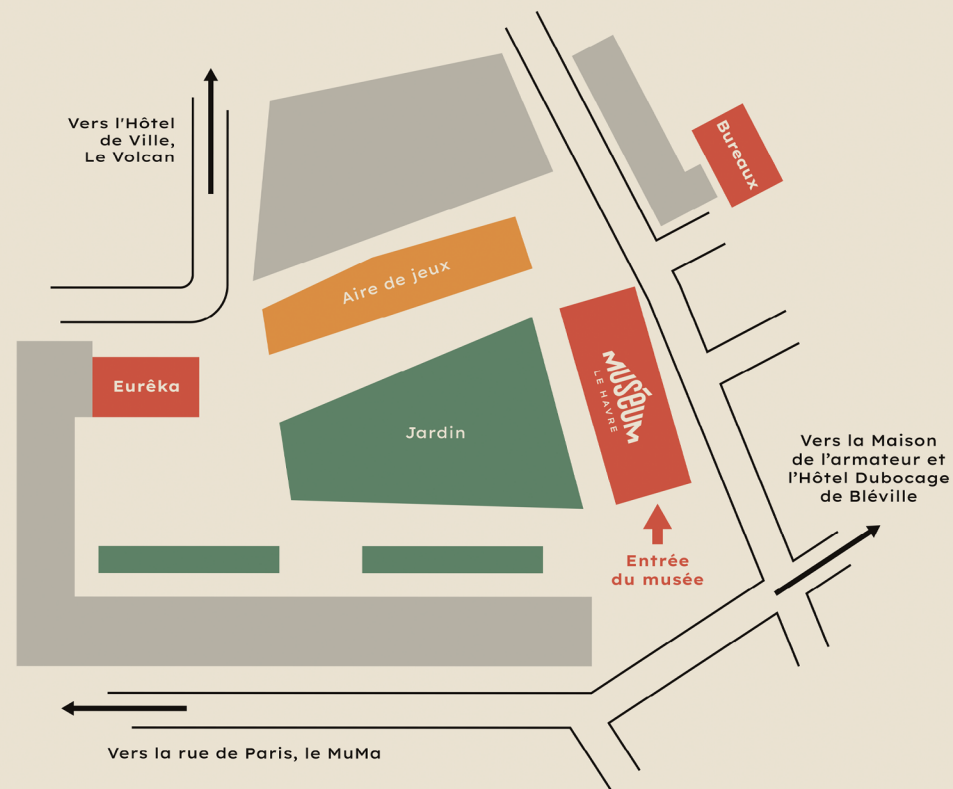 Vers l'Hôtel
de Ville,
Le Volcan
Bureaux
Aire de jeux
Eurêka
MUSÉUM
LE HAVRE
Jardin
Vers la Maison
de l’armateur et
l’Hôtel Dubocage
de Bléville
Entrée
du musée
Vers la rue de Paris, le MuMa